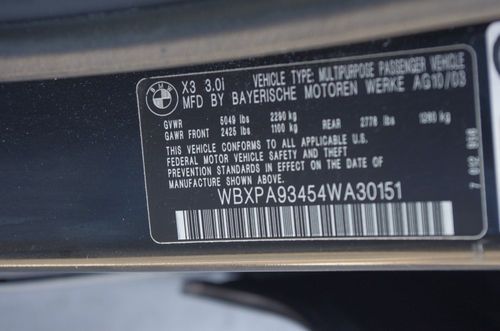 BMW
X3 3.0i VEHICLE TYPE: MULTIPURPOSE PASSENGER VEHICLE
MFD BY BAYERISCHE MOTOREN WERKE AG 10/03
GVWR 5049 lbs 2290 kg
GAWR FRONT 2425 lbs 1100 kg REAR 2778 lbs 1260 kg
THIS VEHICLE CONFORMS TO ALL APPLICABLE
FEDERAL MOTOR VEHICLE SAFETY AND THEFT
PREVENTION STANDARDS IN EFFECT ON THE DATE OF
MANUFACTURE SHOWN ABOVE.
WBXPA93454WA30151